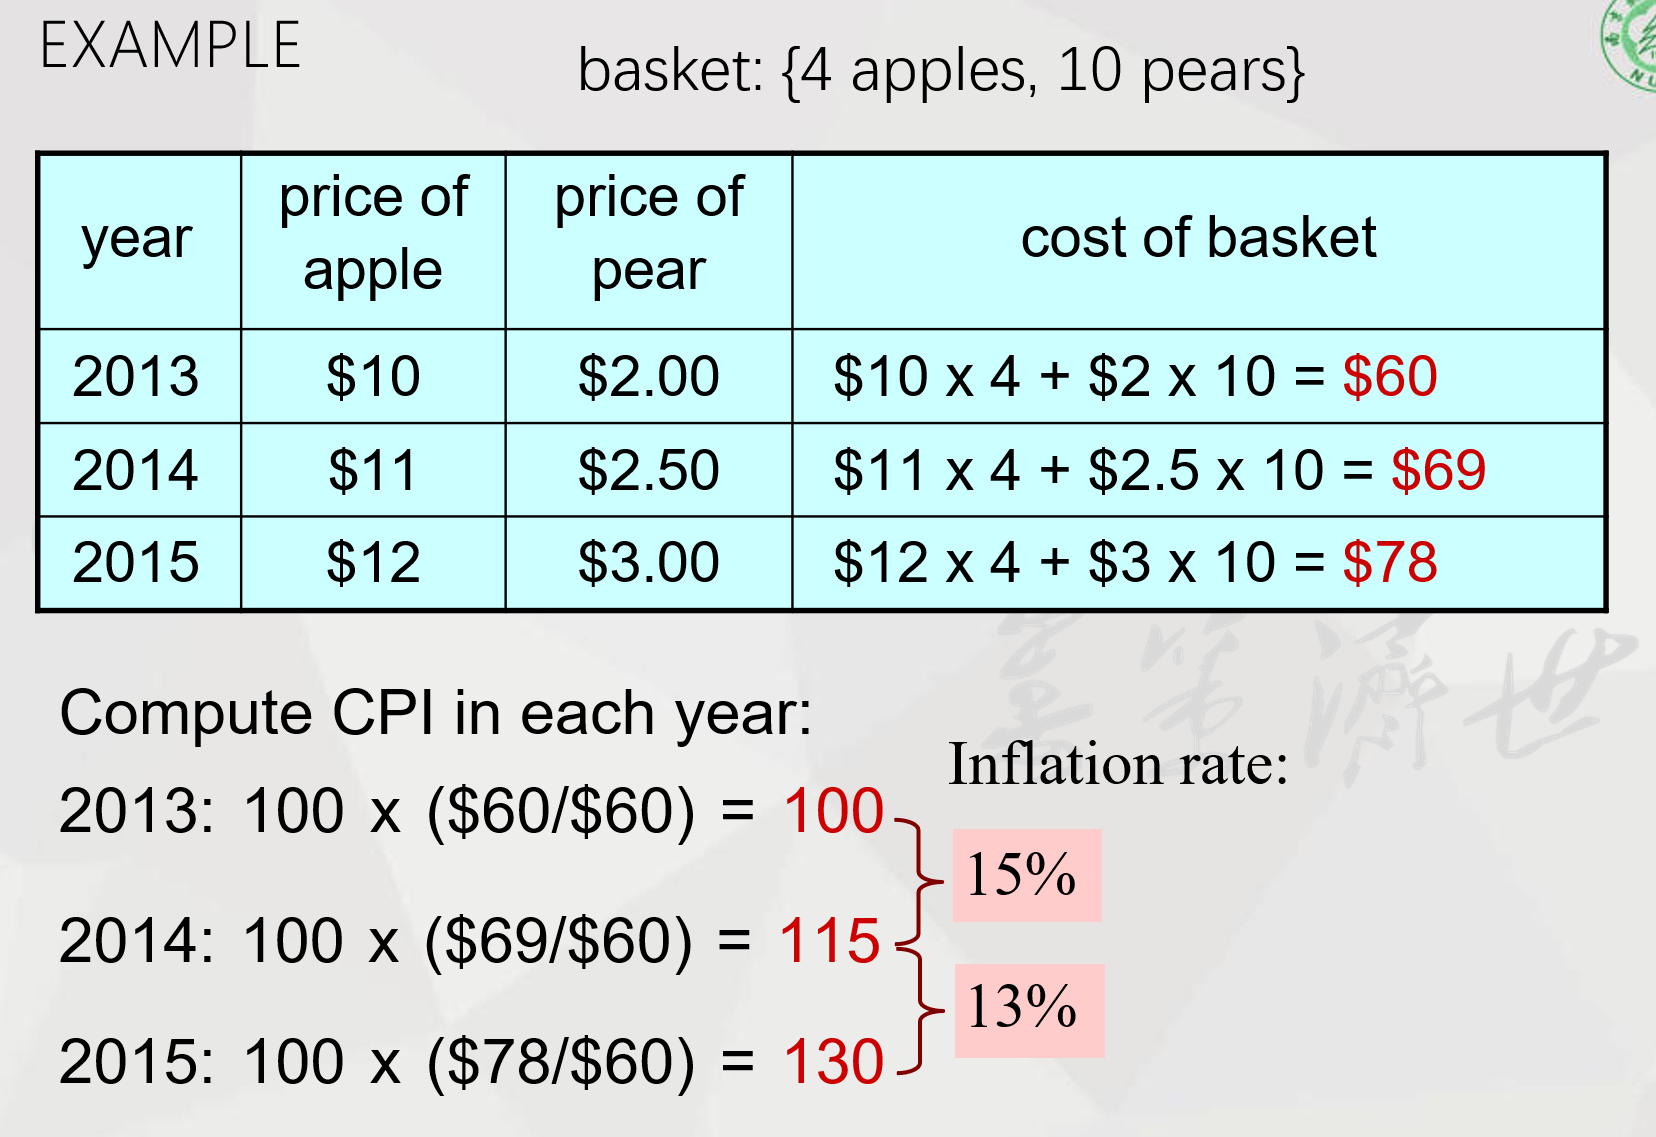 EXAMPLE
basket: {4 apples, 10 pears}
year
price of
apple
price of
pear
cost of basket
2013 $10 $2.00 $10 x 4 + $2 x 10 = $60
2014 $11 $2.50 $11 x 4 + $2.5 x 10 = $69
2015 $12 $3.00 $12 x 4 + $3 x 10 = $78
Compute CPI in each year:
Inflation rate:
2013: 100 x ($60/$60) = 100
15%
2014: 100 x ($69/$60) = 115
13%
2015: 100 x ($78/$60) = 130